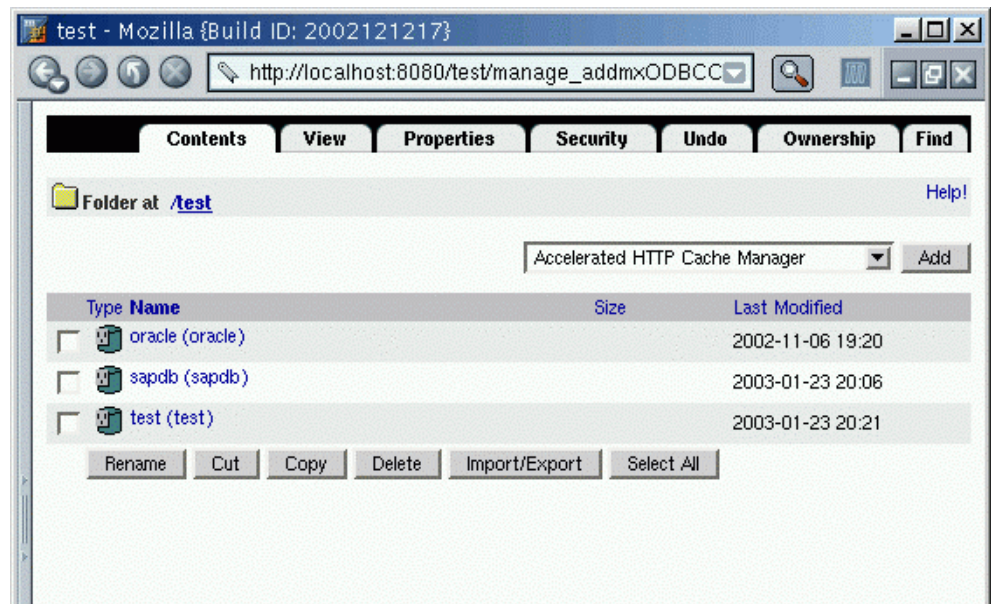 test - Mozilla {Build ID: 2002121217}
http://localhost:8080/test/manage_addmxODBCC
Contents View Properties Security Undo Ownership Find
Folder at /test Help!
Accelerated HTTP Cache Manager Add
Type Name Size Last Modified
oracle (oracle) 2002-11-06 19:20
sapdb (sapdb) 2003-01-23 20:06
test (test) 2003-01-23 20:21
Rename Cut Copy Delete Import/Export Select All